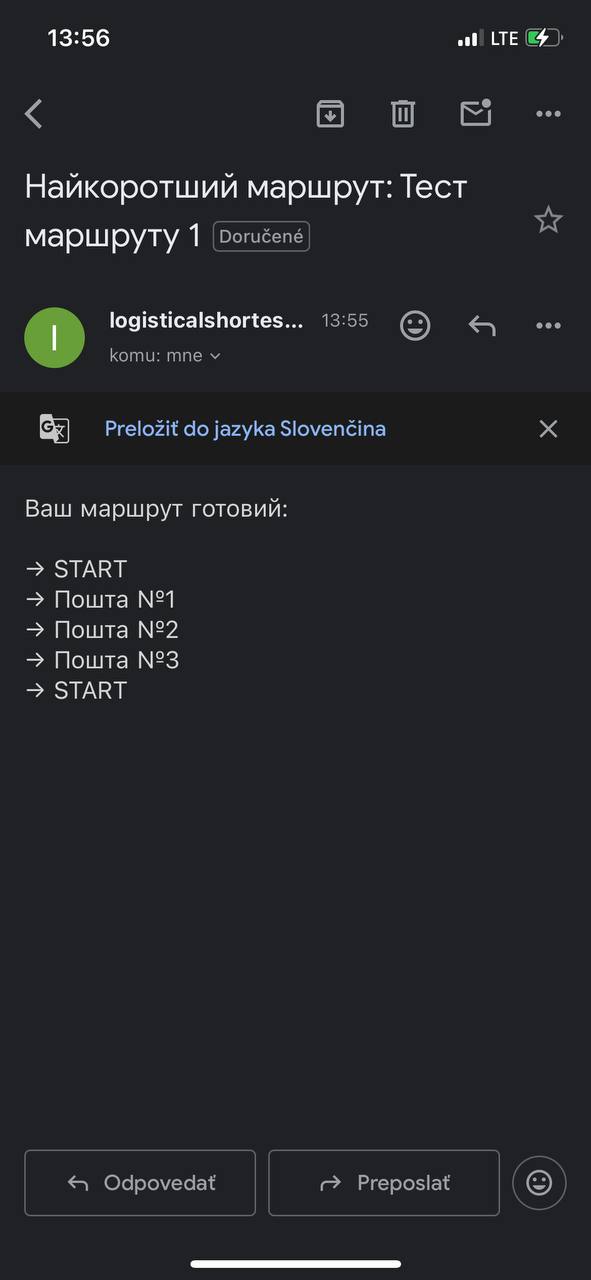 13:56
LTE
Найкоротший маршрут: Тест
маршруту 1 Doručené
l
logisticalshortes... 13:55
komu: mne
Preložiť do jazyka Slovenčina
Ваш маршрут готовий:
→ START
→ Пошта №1
→ Пошта №2
→ Пошта №3
→ START
Odpovedať
Preposlať